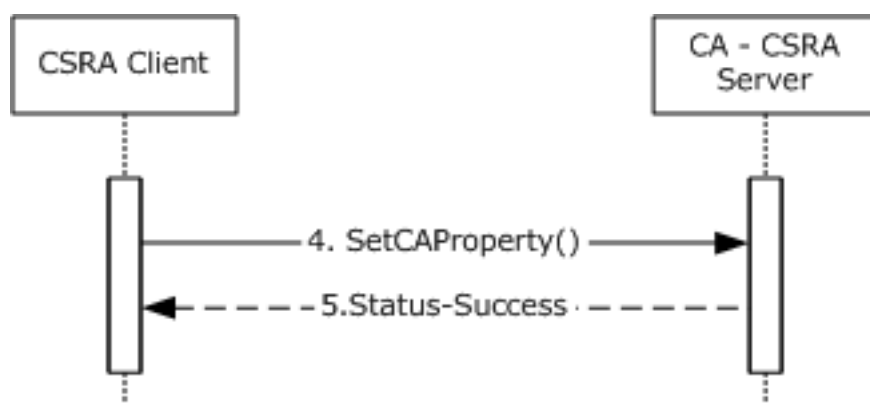 CSRA Client
CA - CSRA
Server
4. SetCAProperty()
5.Status-Success